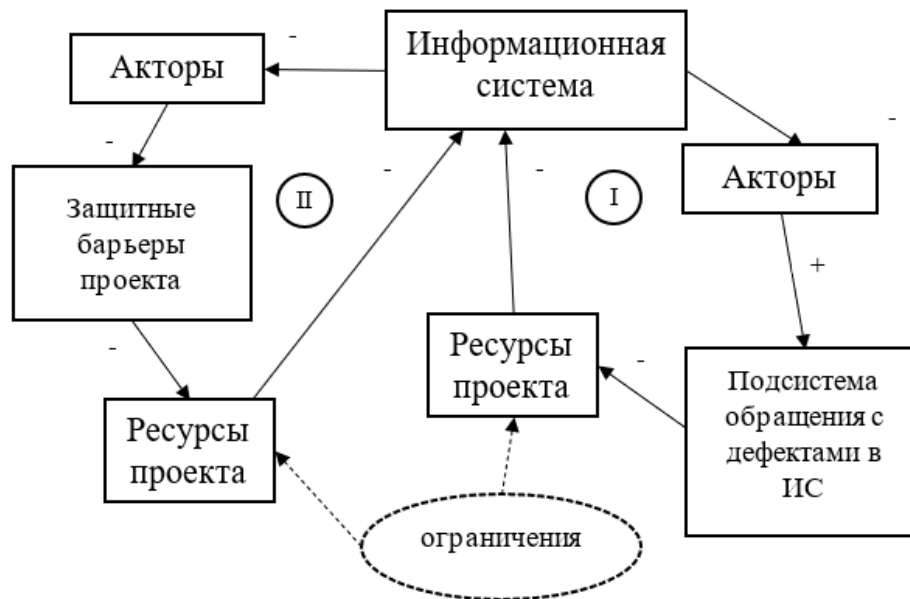 Информационная
система
-
Акторы
-
-
Акторы
-
Защитные
барьеры
проекта
II
-
-
I
+
-
Ресурсы
проекта
-
Подсистема
обращения с
дефектами в
ИС
Ресурсы
проекта
ограничения